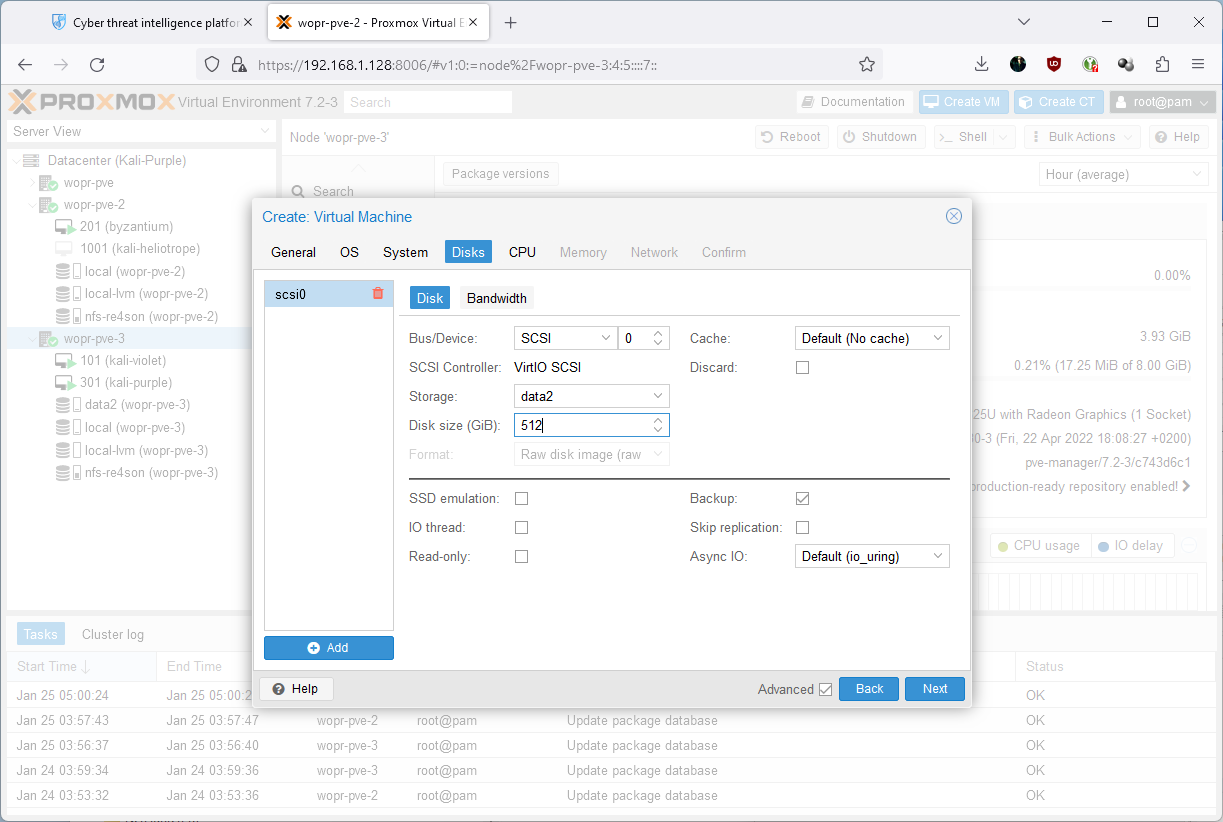 Cyber threat intelligence platfor
wopr-pve-2 - Proxmox Virtual E
https://192.168.1.128:8006/#v1:0:=node%2Fwopr-pve-3:4:5::::7::
PROXMOX Virtual Environment 7.2-3 Search Documentation Create VM Create CT root@pam
Server View
Node 'wopr-pve-3' Reboot Shutdown >_ Shell Bulk Actions Help
Datacenter (Kali-Purple)
wopr-pve
wopr-pve-2
201 (byzantium)
1001 (kali-heliotrope)
local (wopr-pve-2)
local-lvm (wopr-pve-2)
nfs-re4son (wopr-pve-2)
wopr-pve-3
101 (kali-violet)
301 (kali-purple)
data2 (wopr-pve-3)
local (wopr-pve-3)
local-lvm (wopr-pve-3)
nfs-re4son (wopr-pve-3)
Search
Package versions Hour (average)
0.00%
3.93 GiB
0.21% (17.25 MiB of 8.00 GiB)
25U with Radeon Graphics (1 Socket)
0-3 (Fri, 22 Apr 2022 18:08:27 +0200)
pve-manager/7.2-3/c743d6c1
production-ready repository enabled!
CPU usage IO delay
Create: Virtual Machine
General OS System Disks CPU Memory Network Confirm
scsi0
Disk Bandwidth
Bus/Device: SCSI 0 Cache: Default (No cache)
SCSI Controller: VirtIO SCSI Discard:
Storage: data2
Disk size (GiB): 512
Format: Raw disk image (raw
SSD emulation: Backup:
IO thread: Skip replication:
Read-only: Async IO: Default (io_uring)
Add
Help Advanced Back Next
Tasks Cluster log
Start Time End Time Status
Jan 25 05:00:24 Jan 25 05:00:2 OK
Jan 25 03:57:43 Jan 25 03:57:47 wopr-pve-2 root@pam Update package database OK
Jan 25 03:56:37 Jan 25 03:56:40 wopr-pve-3 root@pam Update package database OK
Jan 24 03:59:34 Jan 24 03:59:36 wopr-pve-3 root@pam Update package database OK
Jan 24 03:53:32 Jan 24 03:53:36 wopr-pve-2 root@pam Update package database OK